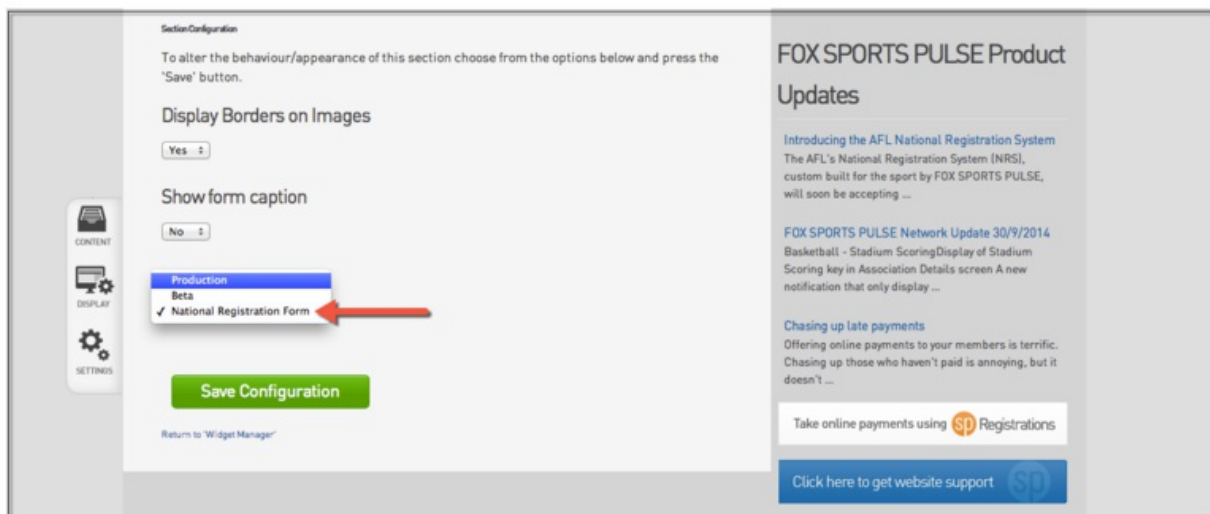 Section Configuration
To alter the behaviour/appearance of this section choose from the options below and press the
'Save' button.
Display Borders on Images
Yes
Show form caption
No
Production
Beta
✓ National Registration Form
Save Configuration
Return to 'Widget Manager'
CONTENT
DISPLAY
SETTINGS
FOX SPORTS PULSE Product
Updates
Introducing the AFL National Registration System
The AFL's National Registration System (NRS),
custom built for the sport by FOX SPORTS PULSE,
will soon be accepting ...
FOX SPORTS PULSE Network Update 30/9/2014
Basketball - Stadium ScoringDisplay of Stadium
Scoring key in Association Details screen A new
notification that only display ...
Chasing up late payments
Offering online payments to your members is terrific.
Chasing up those who haven't paid is annoying, but it
doesn't ...
Take online payments using sp Registrations
Click here to get website support sp